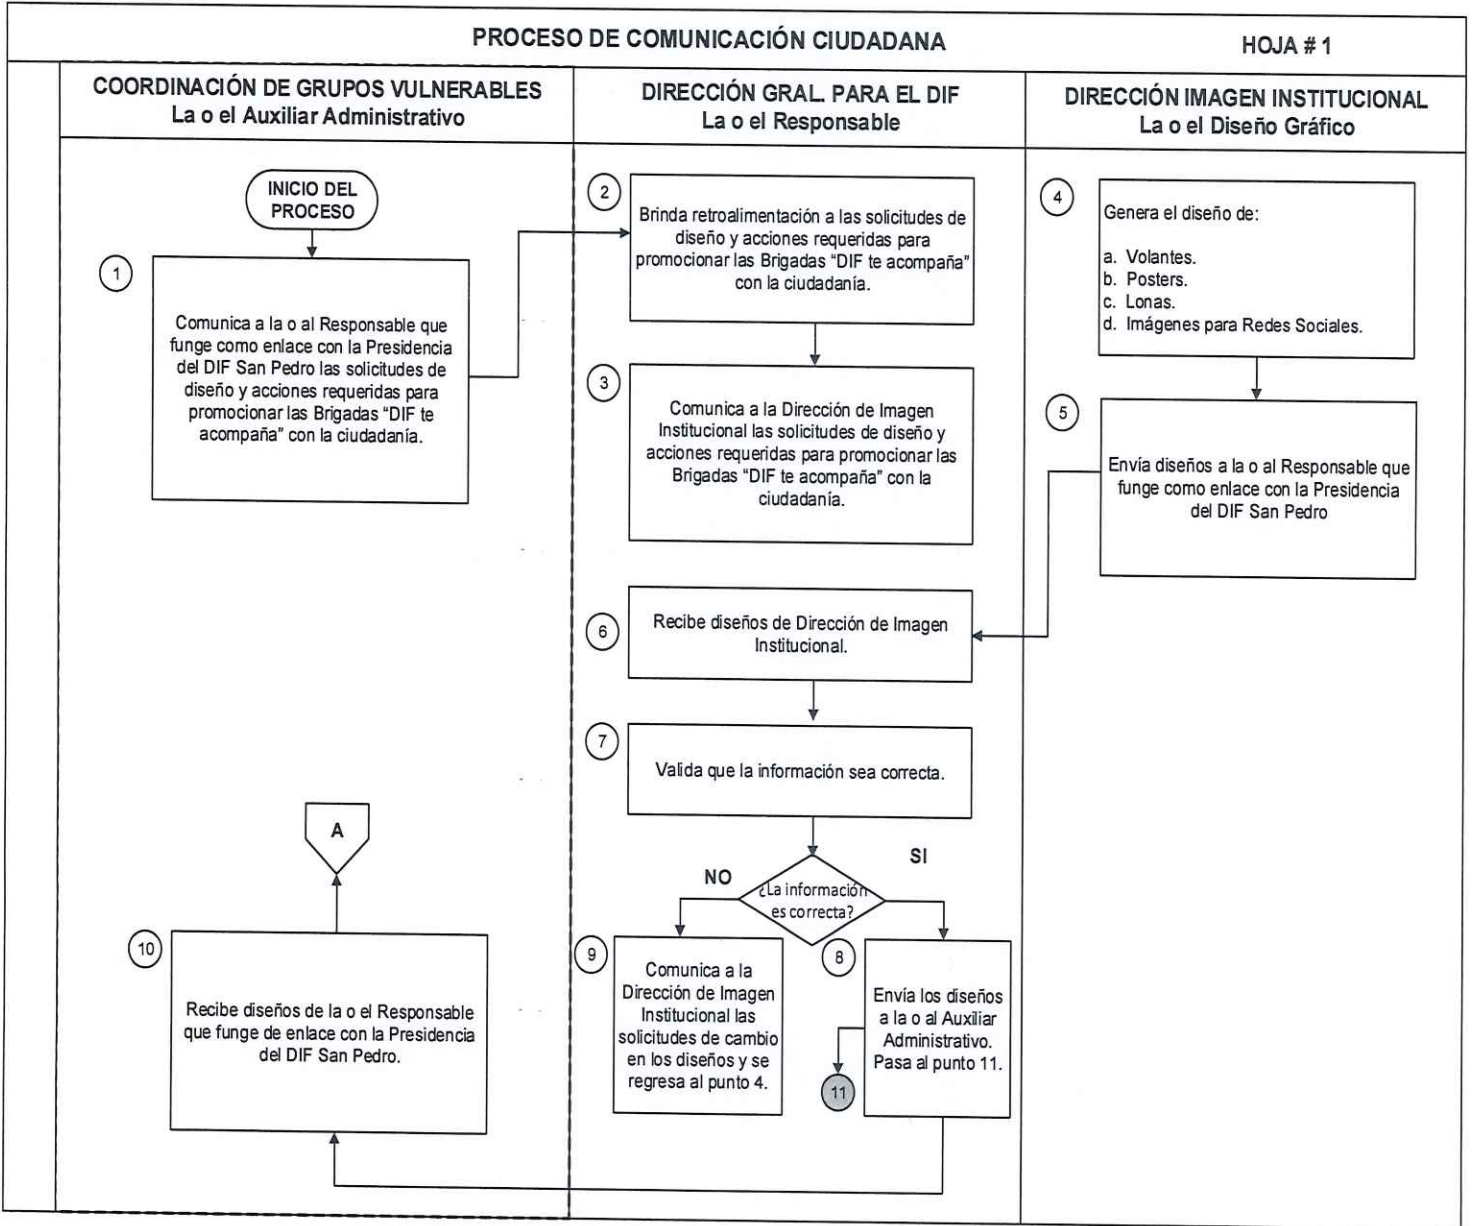 PROCESO DE COMUNICACIÓN CIUDADANA
HOJA # 1
COORDINACIÓN DE GRUPOS VULNERABLES
La o el Auxiliar Administrativo
DIRECCIÓN GRAL. PARA EL DIF
La o el Responsable
DIRECCIÓN IMAGEN INSTITUCIONAL
La o el Diseño Gráfico
INICIO DEL
PROCESO
1
Comunica a la o al Responsable que
funge como enlace con la Presidencia
del DIF San Pedro las solicitudes de
diseño y acciones requeridas para
promocionar las Brigadas “DIF te
acompaña” con la ciudadanía.
2
Brinda retroalimentación a las solicitudes de
diseño y acciones requeridas para
promocionar las Brigadas “DIF te acompaña”
con la ciudadanía.
3
Comunica a la Dirección de Imagen
Institucional las solicitudes de diseño y
acciones requeridas para promocionar las
Brigadas “DIF te acompaña” con la
ciudadanía.
4
Genera el diseño de:
a. Volantes.
b. Posters.
c. Lonas.
d. Imágenes para Redes Sociales.
5
Envía diseños a la o al Responsable que
funge como enlace con la Presidencia
del DIF San Pedro
6
Recibe diseños de Dirección de Imagen
Institucional.
7
Valida que la información sea correcta.
¿La información
es correcta?
NO
SI
9
Comunica a la
Dirección de Imagen
Institucional las
solicitudes de cambio
en los diseños y se
regresa al punto 4.
8
Envía los diseños
a la o al Auxiliar
Administrativo.
Pasa al punto 11.
11
10
Recibe diseños de la o el Responsable
que funge de enlace con la Presidencia
del DIF San Pedro.
A